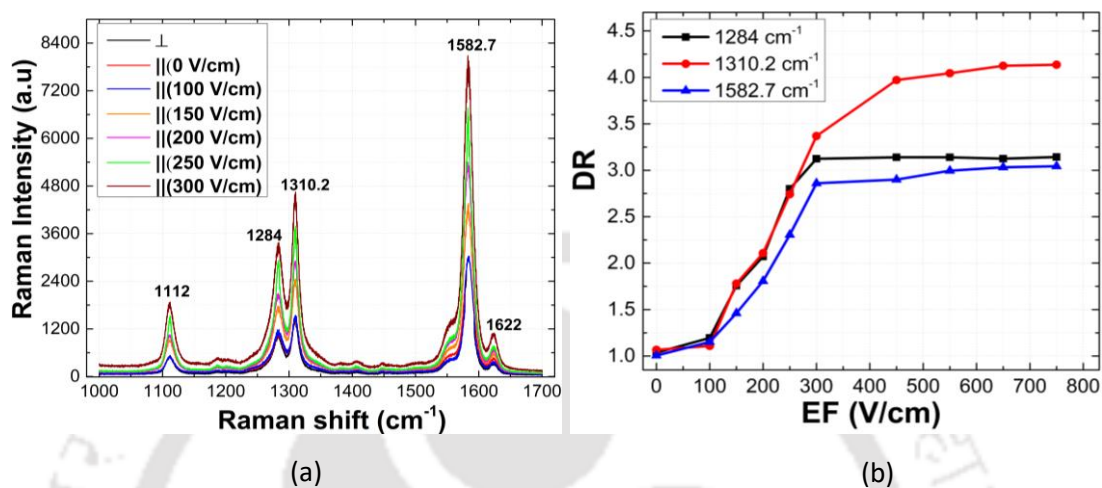 ⊥
||(0 V/cm)
||(100 V/cm)
||(150 V/cm)
||(200 V/cm)
||(250 V/cm)
||(300 V/cm)
1582.7
1310.2
1284
1112
1622
8400
7200
6000
4800
3600
2400
1200
0
Raman Intensity (a.u)
1000 1100 1200 1300 1400 1500 1600 1700
Raman shift (cm⁻¹)
(a)
1284 cm⁻¹
1310.2 cm⁻¹
1582.7 cm⁻¹
4.5
4.0
3.5
3.0
2.5
2.0
1.5
1.0
DR
0 100 200 300 400 500 600 700 800
EF (V/cm)
(b)